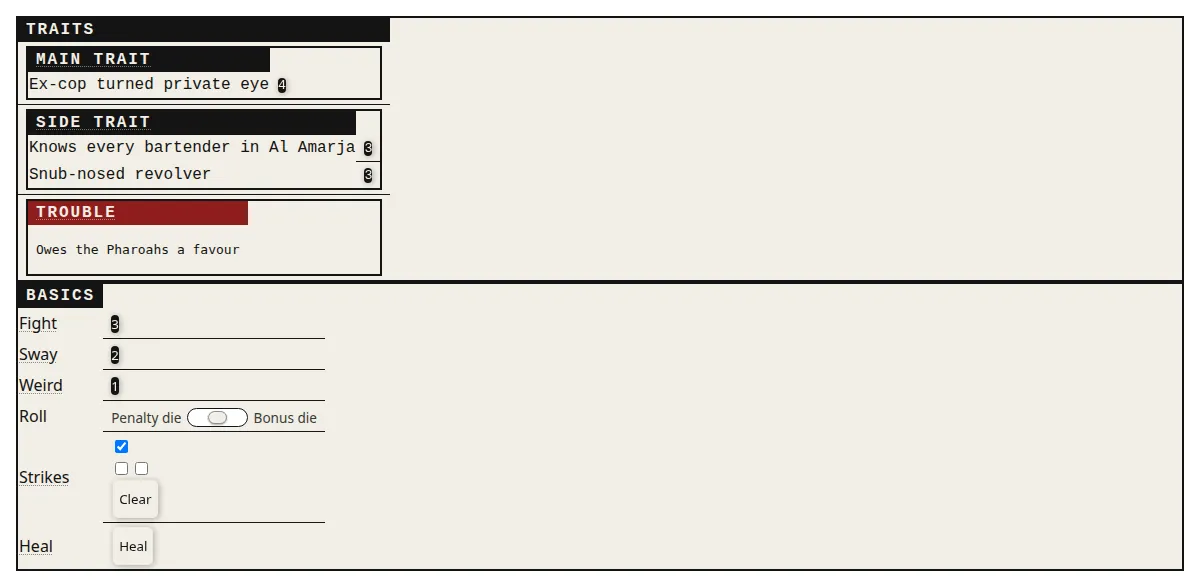 TRAITS
MAIN TRAIT
Ex-cop turned private eye 4
SIDE TRAIT
Knows every bartender in Al Amarja 3
Snub-nosed revolver 3
TROUBLE
Owes the Pharoahs a favour
BASICS
Fight 3
Sway 2
Weird 1
Roll Penalty die Bonus die
Strikes
Clear
Heal Heal